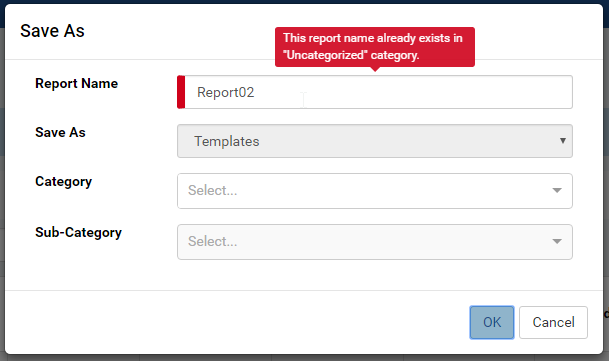 Save As
This report name already exists in
"Uncategorized" category.
Report Name
Report02
Save As
Templates
Category
Select...
Sub-Category
Select...
OK
Cancel